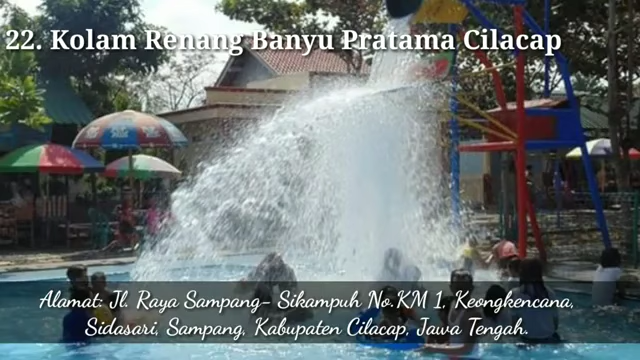 22. Kolam Renang Banyu Pratama Cilacap
Alamat: Jl. Raya Sampang- Sikampuh No.KM 1, Keongkencana,
Sidasari, Sampang, Kabupaten Cilacap, Jawa Tengah.